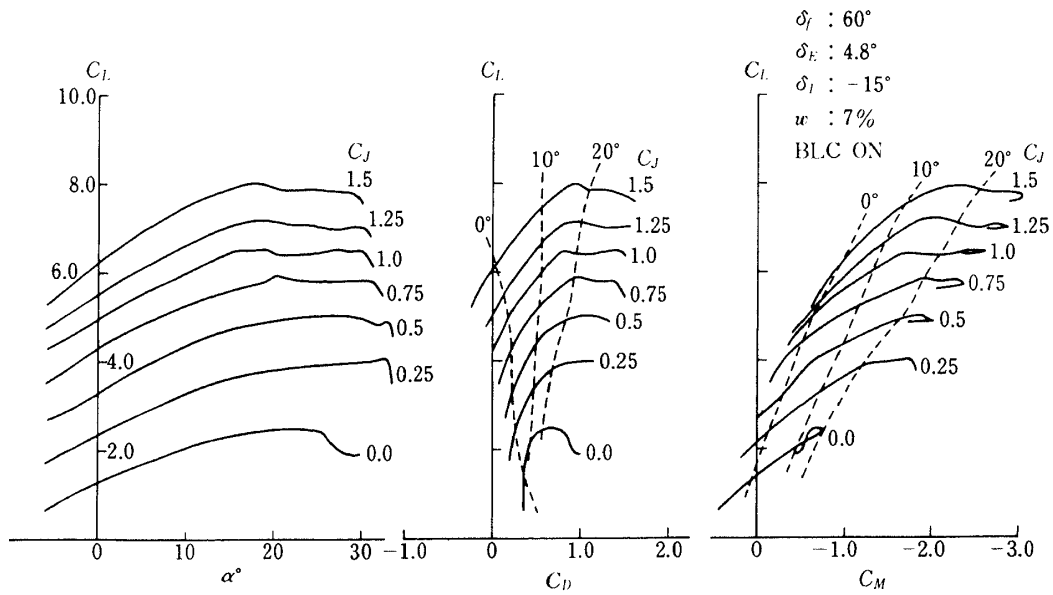 δf : 60°
δE : 4.8°
δI : -15°
w : 7%
BLC ON
CL
10.0
8.0
6.0
4.0
2.0
CJ
1.5
1.25
1.0
0.75
0.5
0.25
0.0
0 10 20 30
α°
CL
0°
10°
20°
CJ
1.5
1.25
1.0
0.75
0.5
0.25
0.0
-1.0 0 1.0 2.0
CD
CL
0°
10°
20°
CJ
1.5
1.25
1.0
0.75
0.5
0.25
0.0
0 -1.0 -2.0 -3.0
CM